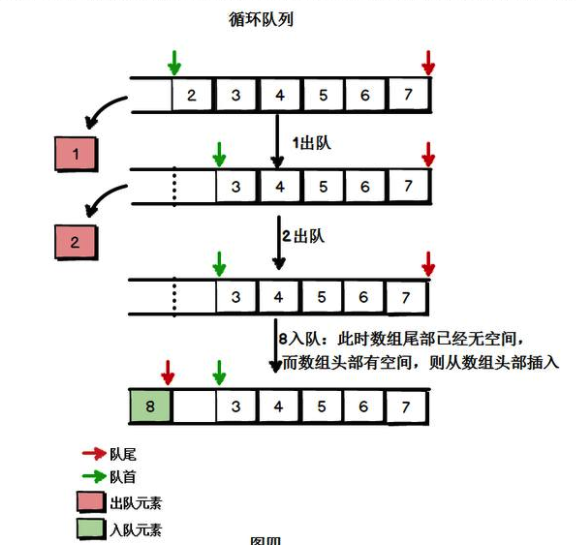 循环队列
2 3 4 5 6 7
1
1出队
3 4 5 6 7
2
2出队
3 4 5 6 7
8入队：此时数组尾部已经无空间，
而数组头部有空间，则从数组头部插入
8 3 4 5 6 7
队尾
队首
出队元素
入队元素
图四